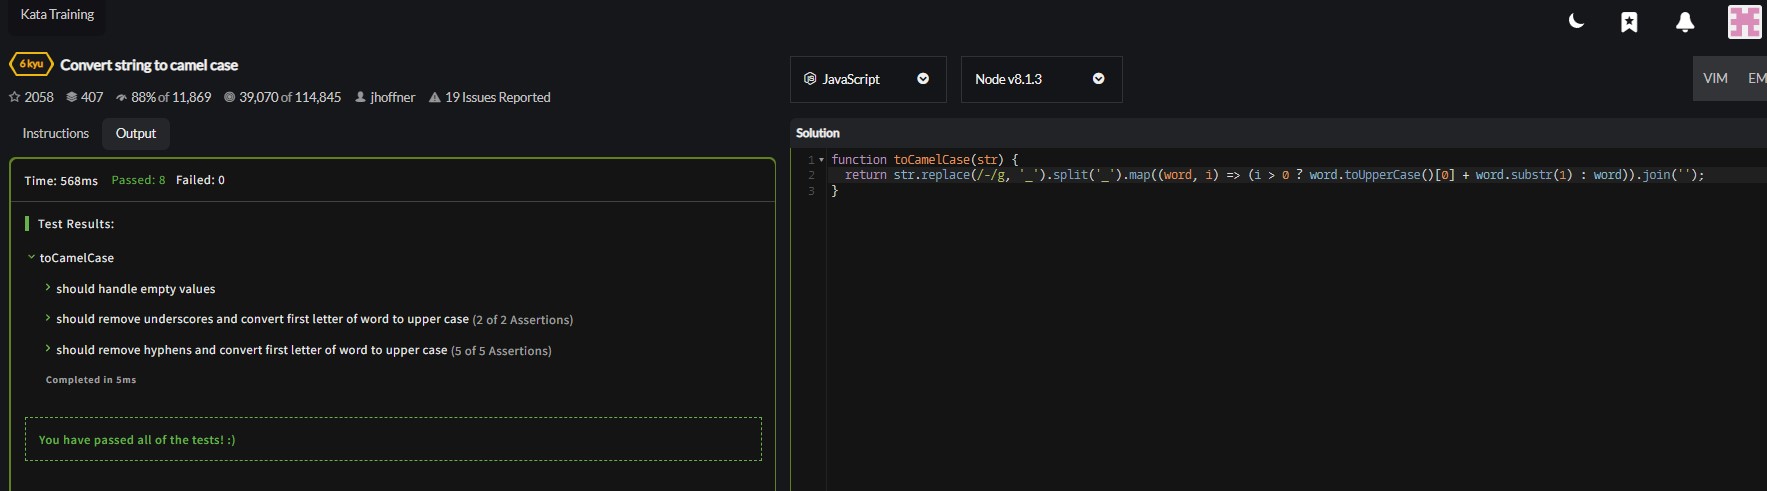 Kata Training
6 kyu Convert string to camel case
2058 407 88% of 11,869 39,070 of 114,845 jhoffner 19 Issues Reported
Instructions Output
Time: 568ms Passed: 8 Failed: 0
Test Results:
toCamelCase
should handle empty values
should remove underscores and convert first letter of word to upper case (2 of 2 Assertions)
should remove hyphens and convert first letter of word to upper case (5 of 5 Assertions)
Completed in 5ms
You have passed all of the tests! :)
JavaScript Node v8.1.3 VIM EM
Solution
1 function toCamelCase(str) {
2 return str.replace(/-/g, '_').split('_').map((word, i) => (i > 0 ? word.toUpperCase()[0] + word.substr(1) : word)).join('');
3 }